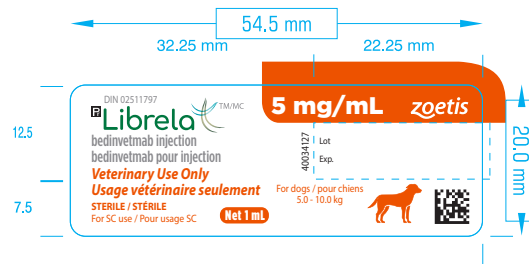 54.5 mm
32.25 mm
22.25 mm
12.5
7.5
20.0 mm
DIN 02511797
Pr Librela TM/MC
bedinvetmab injection
bedinvetmab pour injection
Veterinary Use Only
Usage vétérinaire seulement
STERILE / STÉRILE
For SC use / Pour usage SC
Net 1 mL
5 mg/mL
zoetis
40034127
Lot
Exp.
For dogs / pour chiens
5.0 - 10.0 kg